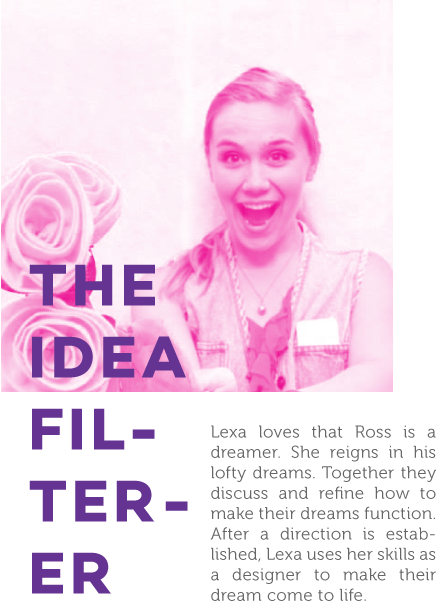 THE
IDEA
FIL-
TER-
ER
Lexa loves that Ross is a
dreamer. She reigns in his
lofty dreams. Together they
discuss and refine how to
make their dreams function.
After a direction is estab-
lished, Lexa uses her skills as
a designer to make their
dream come to life.